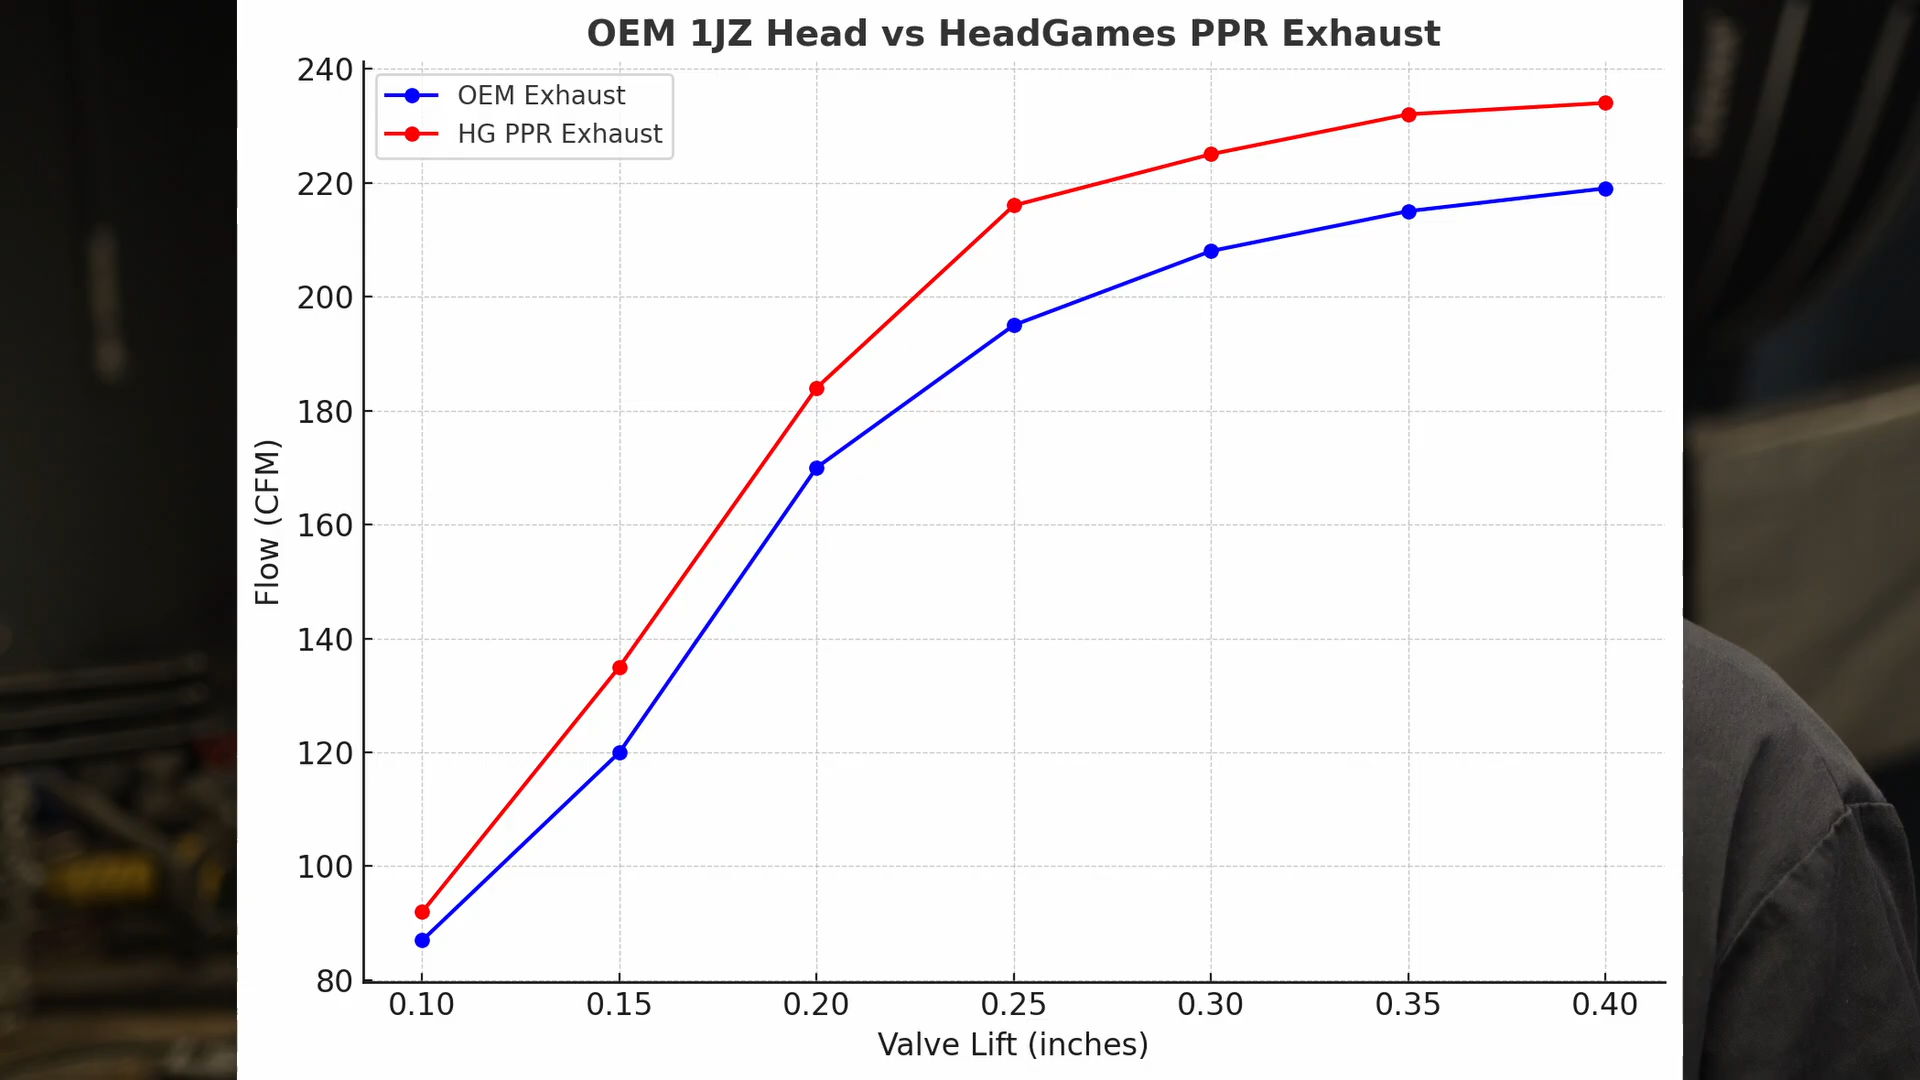 OEM 1JZ Head vs HeadGames PPR Exhaust
OEM Exhaust
HG PPR Exhaust
240
220
200
180
160
140
120
100
80
Flow (CFM)
0.10 0.15 0.20 0.25 0.30 0.35 0.40
Valve Lift (inches)